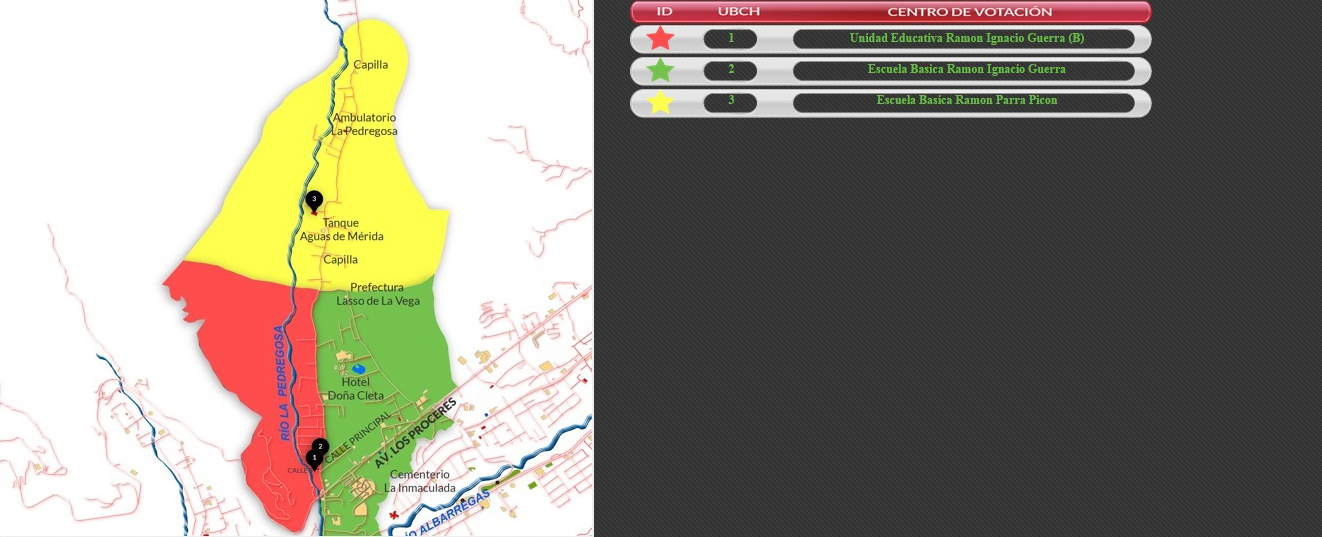 Capilla
Ambulatorio
La Pedregosa
3
Tanque
Aguas de Mérida
Capilla
Prefectura
Lasso de La Vega
RÍO LA PEDREGOSA
Hotel
Doña Cleta
CALLE PRINCIPAL
AV. LOS PROCERES
2
1
CALLE
Cementerio
La Inmaculada
ALBARREGAS
ID UBCH CENTRO DE VOTACIÓN
1 Unidad Educativa Ramon Ignacio Guerra (B)
2 Escuela Basica Ramon Ignacio Guerra
3 Escuela Basica Ramon Parra Picon